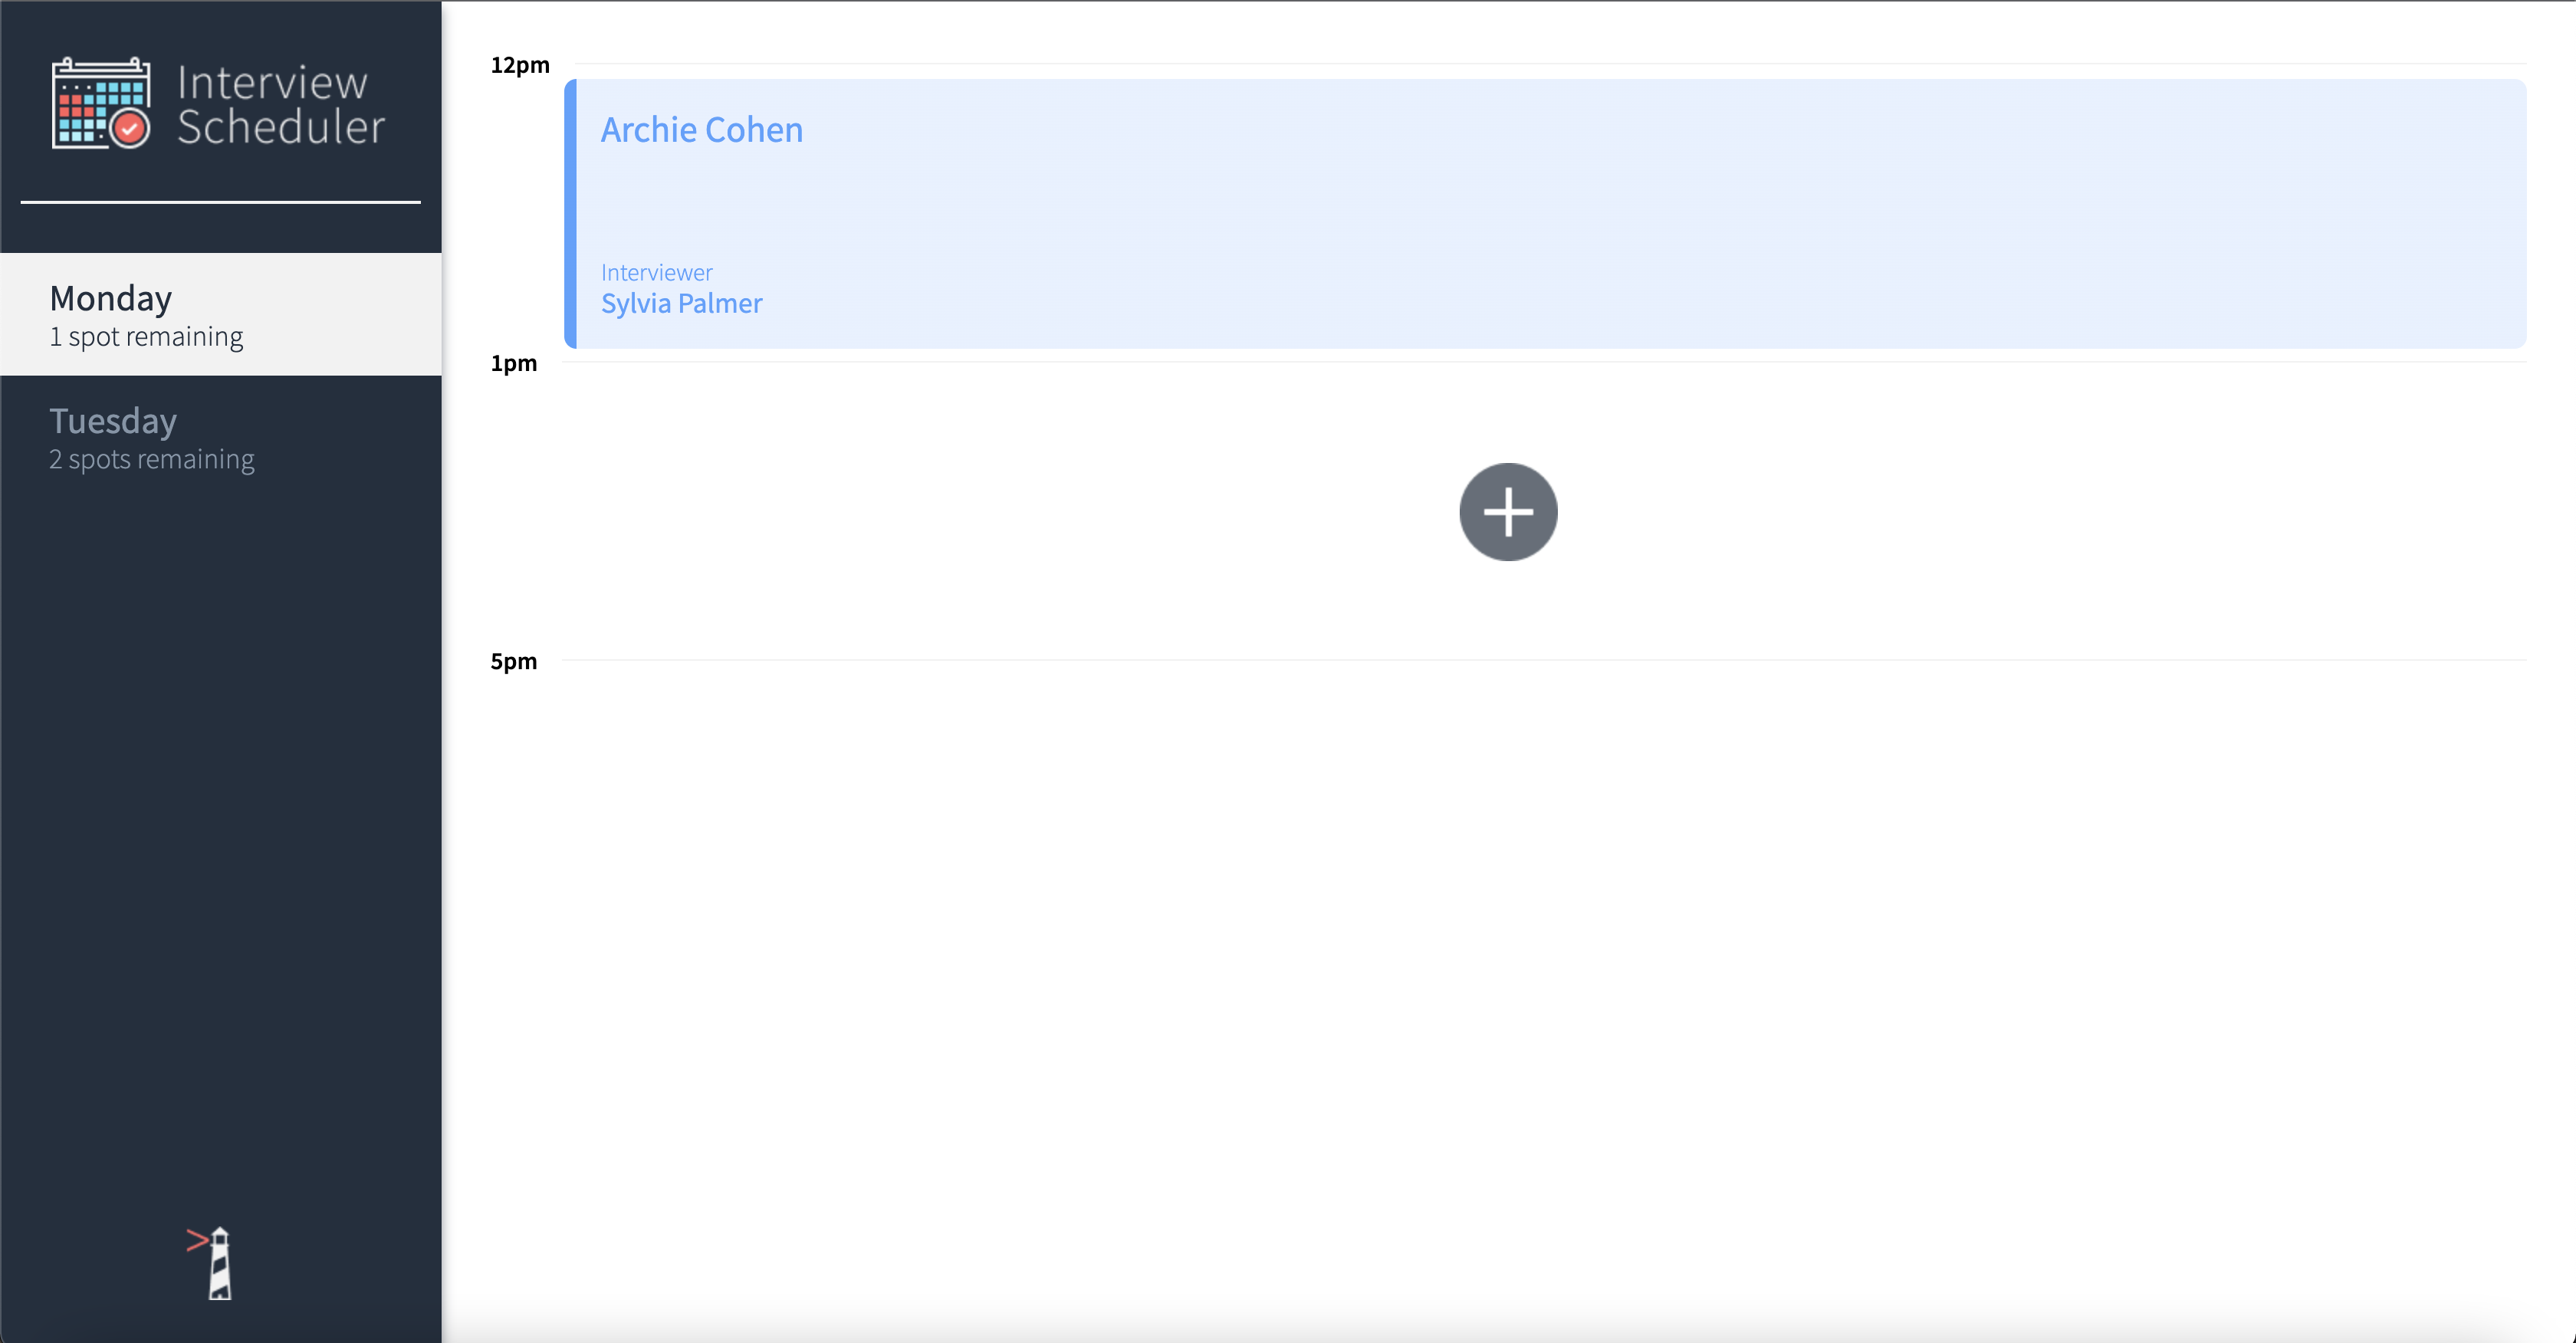 Interview
Scheduler
Monday
1 spot remaining
Tuesday
2 spots remaining
12pm
Archie Cohen
Interviewer
Sylvia Palmer
1pm
5pm